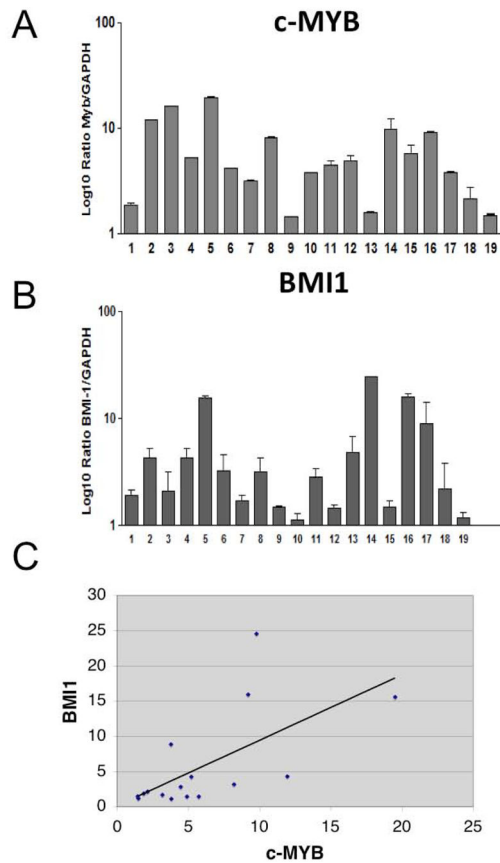 A
c-MYB
Log10 Ratio Myb/GAPDH
100
10
1
1 2 3 4 5 6 7 8 9 10 11 12 13 14 15 16 17 18 19
B
BMI1
Log10 Ratio BMI-1/GAPDH
100
10
1
1 2 3 4 5 6 7 8 9 10 11 12 13 14 15 16 17 18 19
C
BMI1
30
25
20
15
10
5
0
0 5 10 15 20 25
c-MYB